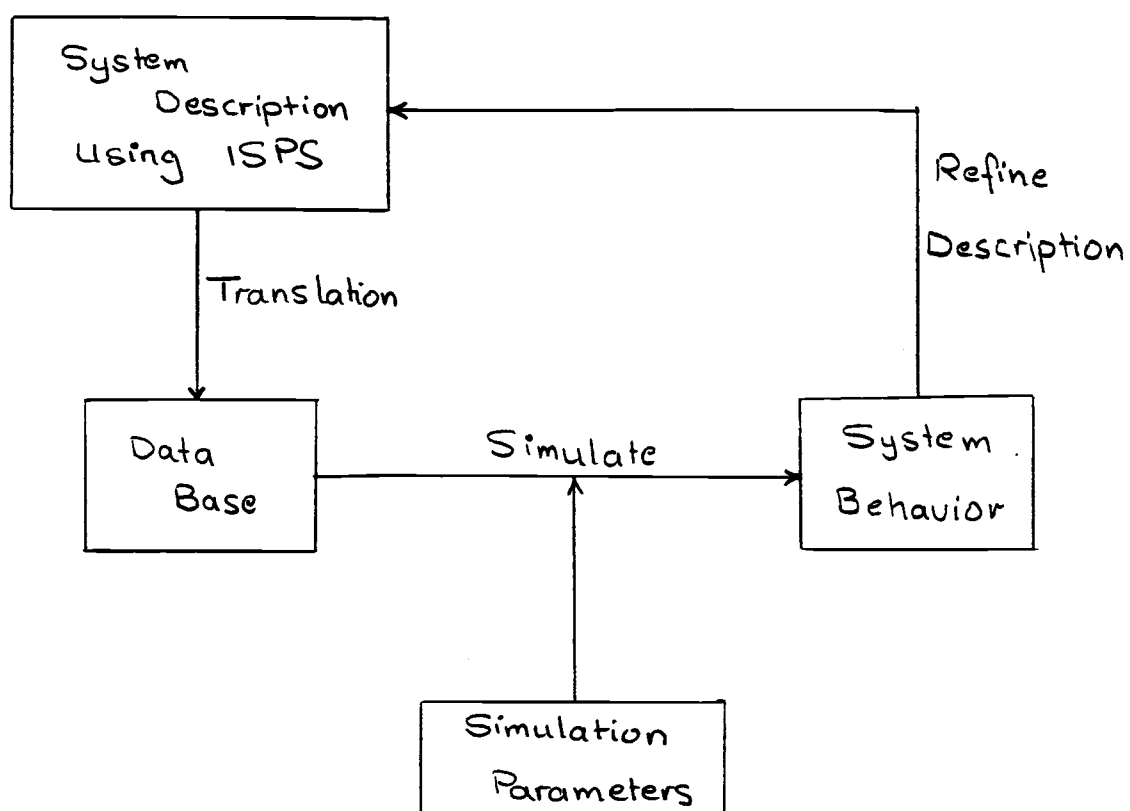 System
Description
using ISPS
Refine
Description
Translation
Data
Base
Simulate
System
Behavior
Simulation
Parameters